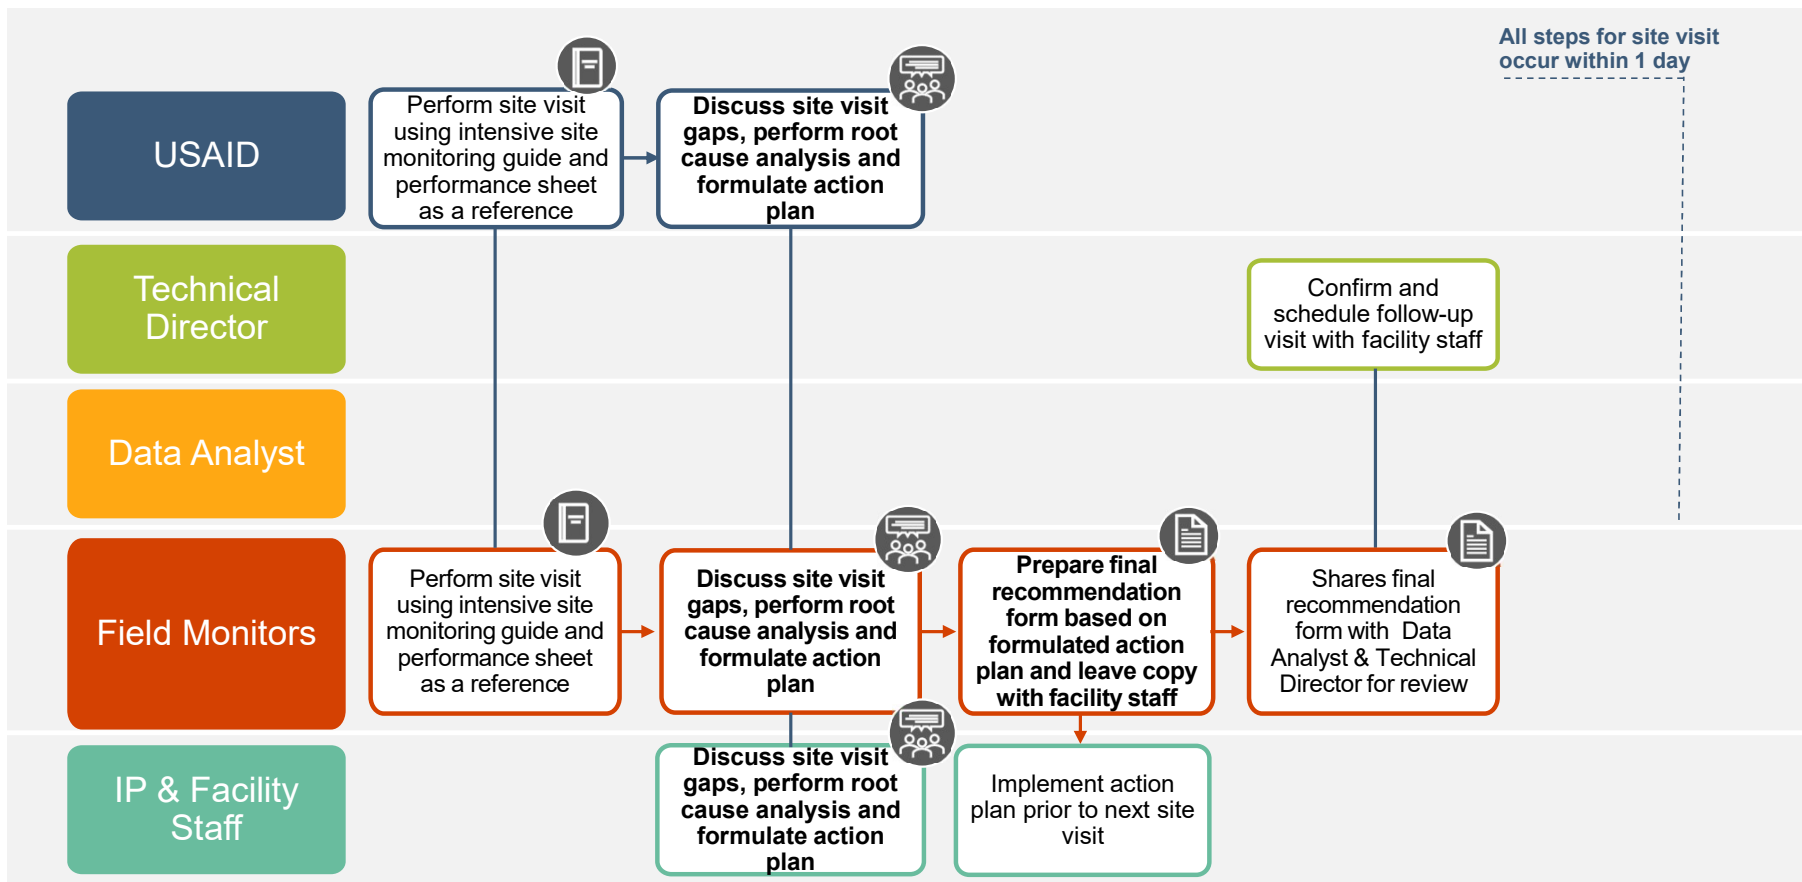 All steps for site visit
occur within 1 day
USAID
Perform site visit
using intensive site
monitoring guide and
performance sheet
as a reference
Discuss site visit
gaps, perform root
cause analysis and
formulate action
plan
Technical
Director
Confirm and
schedule follow-up
visit with facility staff
Data Analyst
Field Monitors
Perform site visit
using intensive site
monitoring guide and
performance sheet
as a reference
Discuss site visit
gaps, perform root
cause analysis and
formulate action
plan
Prepare final
recommendation
form based on
formulated action
plan and leave copy
with facility staff
Shares final
recommendation
form with Data
Analyst & Technical
Director for review
IP & Facility
Staff
Discuss site visit
gaps, perform root
cause analysis and
formulate action
plan
Implement action
plan prior to next site
visit